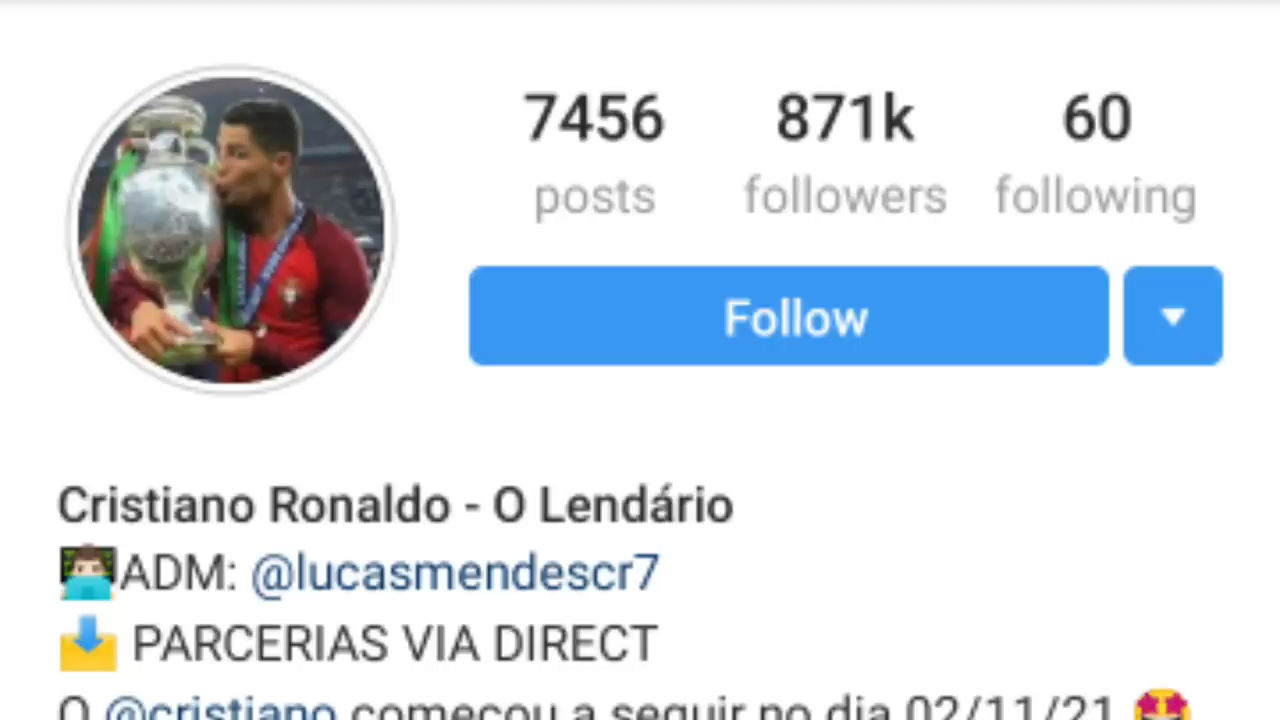 7456 871k 60
posts followers following
Follow
Cristiano Ronaldo - O Lendário
ADM: @lucasmendescr7
PARCERIAS VIA DIRECT
O @cristiano começou a seguir no dia 02/11/21